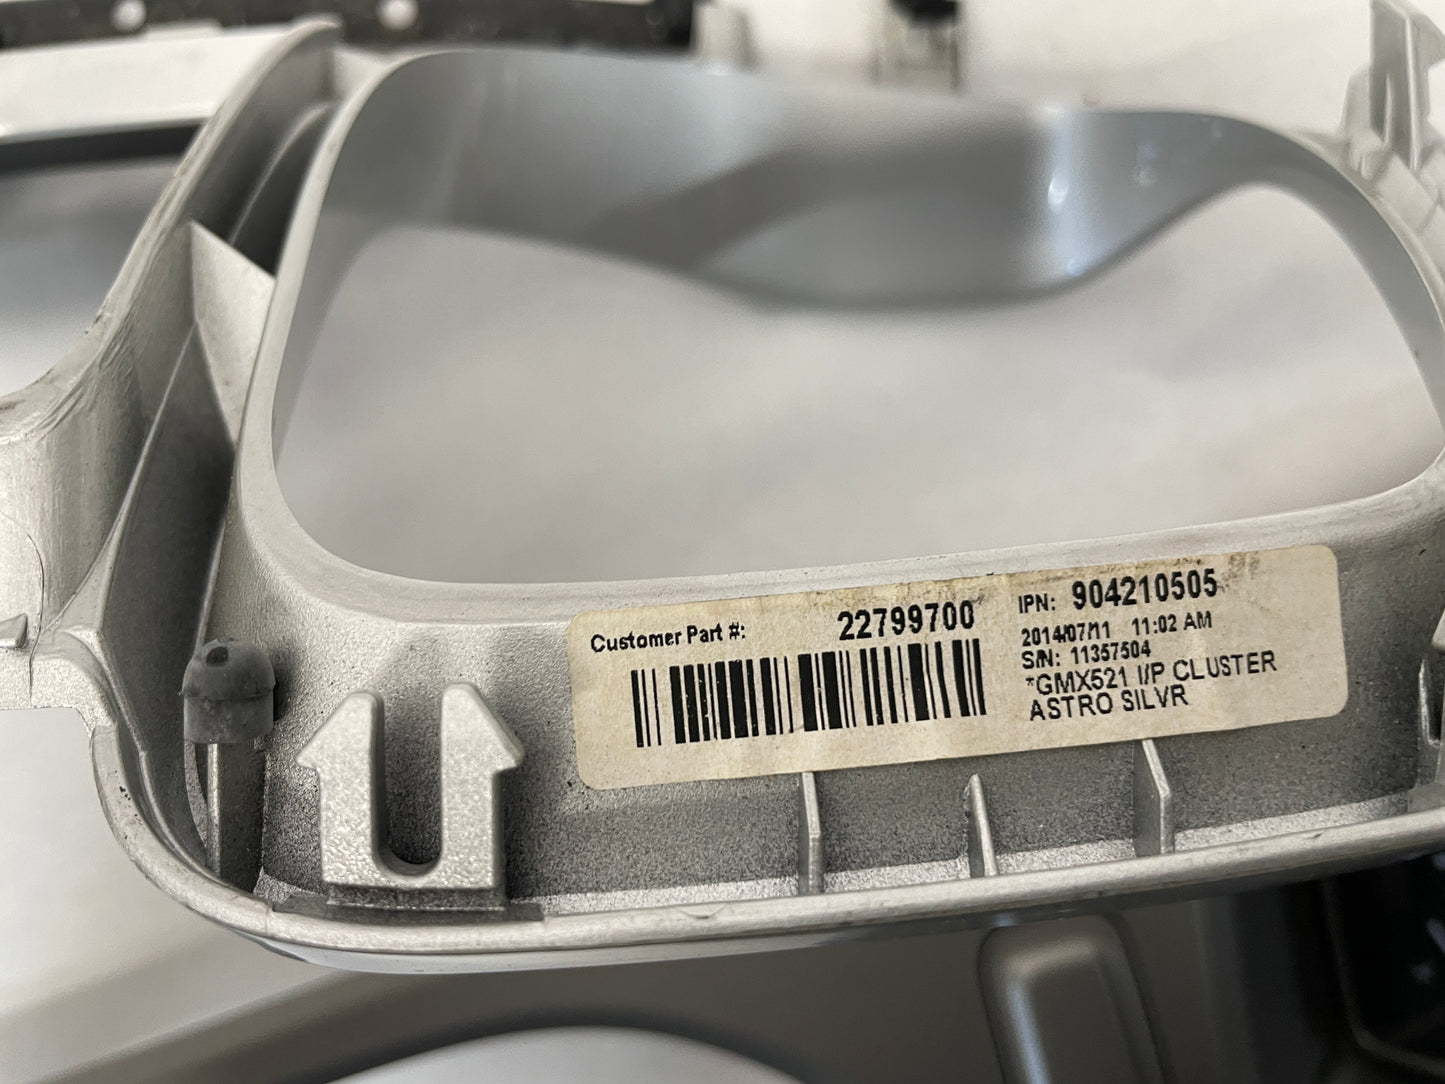 Customer Part #: 22799700
IPN: 904210505
2014/07/11 11:02 AM
S/N: 11357504
*GMX521 I/P CLUSTER
ASTRO SILVR